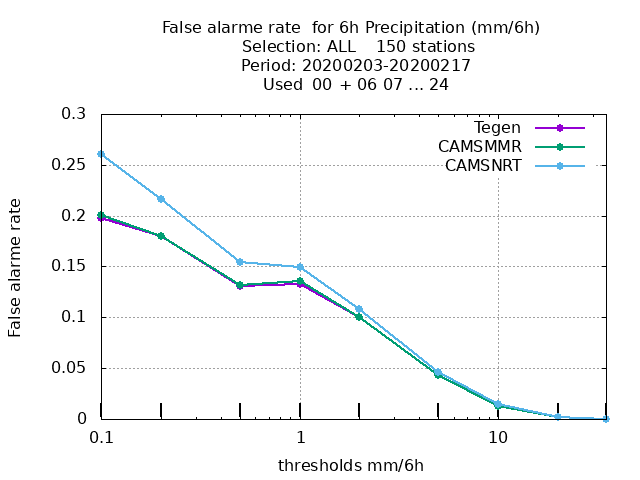 False alarme rate  for 6h Precipitation (mm/6h)
Selection: ALL    150 stations
Period: 20200203-20200217
Used  00 + 06 07 ... 24
Tegen
CAMSMMR
CAMSNRT
0.3
0.25
0.2
0.15
0.1
0.05
0
False alarme rate
0.1
1
10
thresholds mm/6h